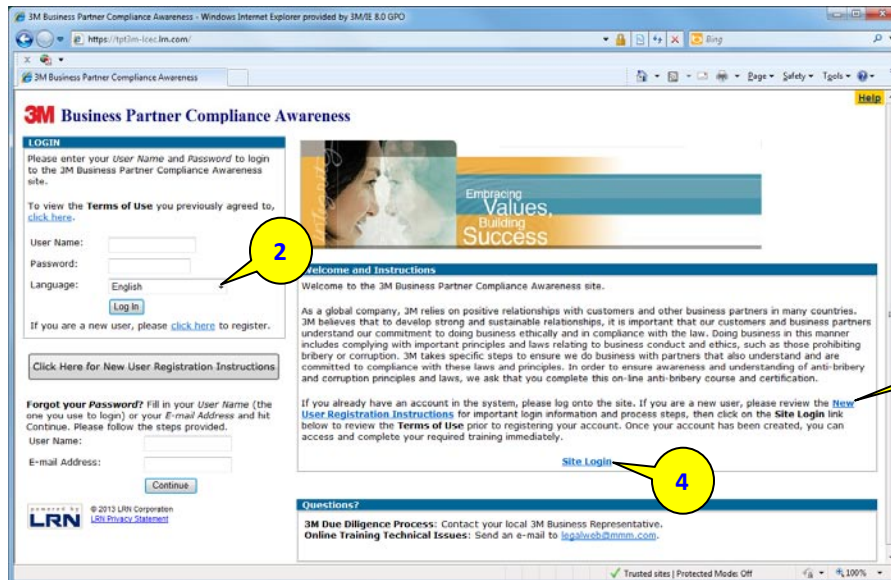 3M Business Partner Compliance Awareness - Windows Internet Explorer provided by 3M/IE 8.0 GPO
https://tpt3m-lcec.lrn.com/
Bing
3M Business Partner Compliance Awareness
Page Safety Tools
Help
3M Business Partner Compliance Awareness
LOGIN
Please enter your User Name and Password to login
to the 3M Business Partner Compliance Awareness
site.
To view the Terms of Use you previously agreed to,
click here.
User Name:
Password:
Language: English
Log In
If you are a new user, please click here to register.
2
Click Here for New User Registration Instructions
Forgot your Password? Fill in your User Name (the
one you use to login) or your E-mail Address and hit
Continue. Please follow the steps provided.
User Name:
E-mail Address:
Continue
powered by
LRN
© 2013 LRN Corporation
LRN Privacy Statement
Integrity
Embracing
Values,
Building
Success
Welcome and Instructions
Welcome to the 3M Business Partner Compliance Awareness site.
As a global company, 3M relies on positive relationships with customers and other business partners in many countries.
3M believes that to develop strong and sustainable relationships, it is important that our customers and business partners
understand our commitment to doing business ethically and in compliance with the law. Doing business in this manner
includes complying with important principles and laws relating to business conduct and ethics, such as those prohibiting
bribery or corruption. 3M takes specific steps to ensure we do business with partners that also understand and are
committed to compliance with these laws and principles. In order to ensure awareness and understanding of anti-bribery
and corruption principles and laws, we ask that you complete this on-line anti-bribery course and certification.
If you already have an account in the system, please log onto the site. If you are a new user, please review the New
User Registration Instructions for important login information and process steps, then click on the Site Login link
below to review the Terms of Use prior to registering your account. Once your account has been created, you can
access and complete your required training immediately.
Site Login
4
Questions?
3M Due Diligence Process: Contact your local 3M Business Representative.
Online Training Technical Issues: Send an e-mail to legalweb@mmm.com.
Trusted sites | Protected Mode: Off
100%